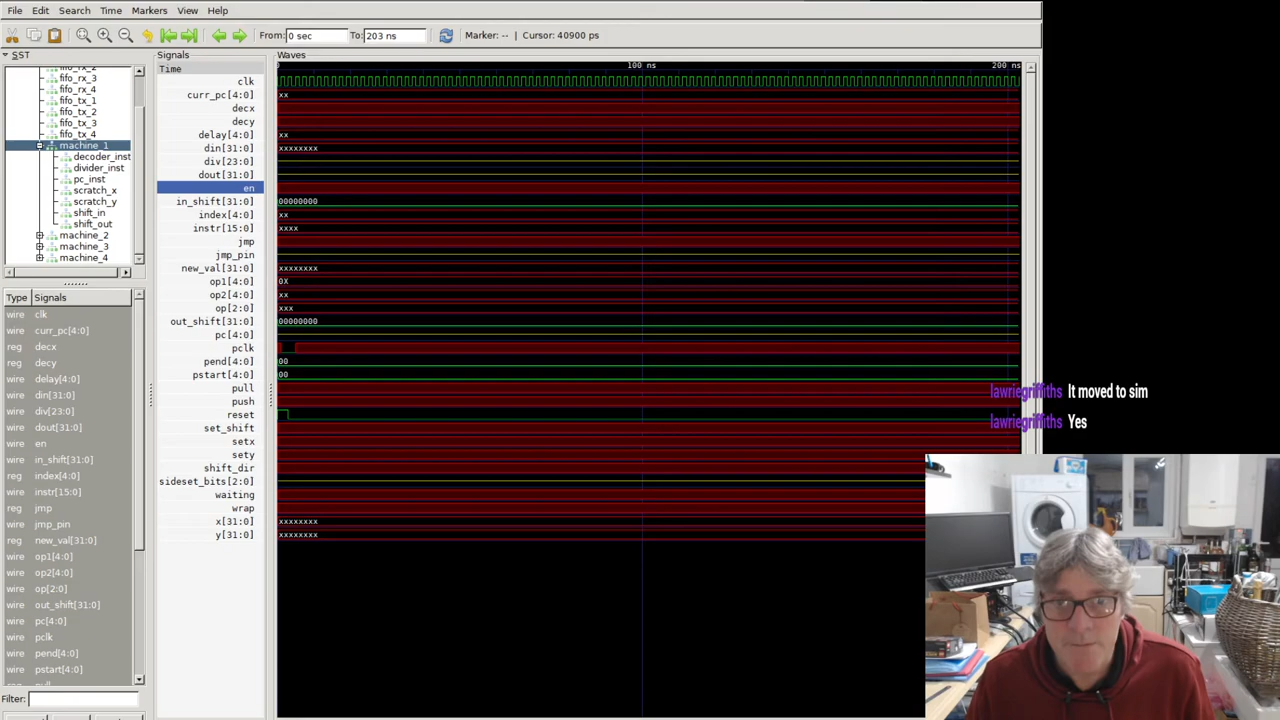 File Edit Search Time Markers View Help
From: 0 sec To: 203 ns Marker: -- | Cursor: 40900 ps
SST
fifo_rx_2
fifo_rx_3
fifo_rx_4
fifo_tx_1
fifo_tx_2
fifo_tx_3
fifo_tx_4
machine_1
decoder_inst
divider_inst
pc_inst
scratch_x
scratch_y
shift_in
shift_out
machine_2
machine_3
machine_4
Type Signals
wire clk
wire curr_pc[4:0]
reg decx
reg decy
wire delay[4:0]
wire din[31:0]
wire div[23:0]
wire dout[31:0]
wire en
wire in_shift[31:0]
reg index[4:0]
reg instr[15:0]
reg jmp
wire jmp_pin
reg new_val[31:0]
wire op1[4:0]
wire op2[4:0]
wire op[2:0]
wire out_shift[31:0]
wire pc[4:0]
wire pclk
wire pend[4:0]
wire pstart[4:0]
Filter:
Signals
Time
clk
curr_pc[4:0]
decx
decy
delay[4:0]
din[31:0]
div[23:0]
dout[31:0]
en
in_shift[31:0]
index[4:0]
instr[15:0]
jmp
jmp_pin
new_val[31:0]
op1[4:0]
op2[4:0]
op[2:0]
out_shift[31:0]
pc[4:0]
pclk
pend[4:0]
pstart[4:0]
pull
push
reset
set_shift
setx
sety
shift_dir
sideset_bits[2:0]
waiting
wrap
x[31:0]
y[31:0]
Waves
100 ns 200 ns
xx
xx
xxxxxxxx
00000000
xx
xxxx
xxxxxxxx
0X
xx
xxx
00000000
00
00
xxxxxxxx
xxxxxxxx
lawriegriffiths It moved to sim
lawriegriffiths Yes